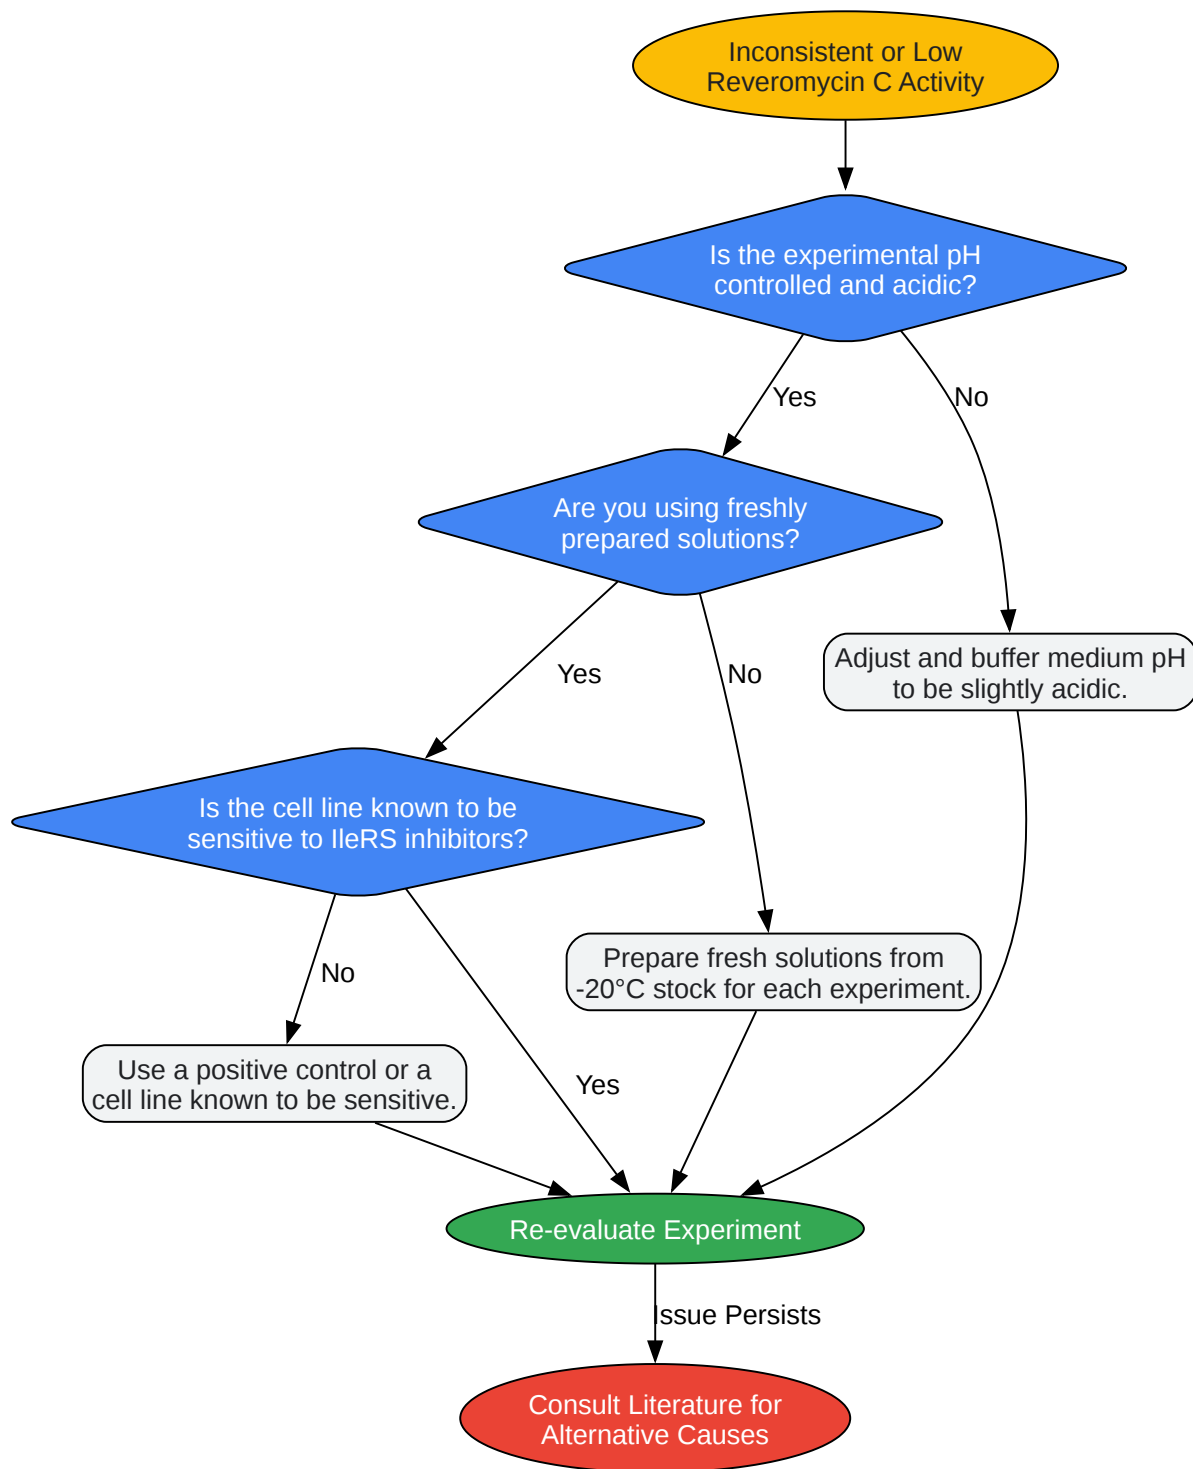 Inconsistent or Low
Reveromycin C Activity
Is the experimental pH
controlled and acidic?
Yes
No
Are you using freshly
prepared solutions?
Yes
No
Adjust and buffer medium pH
to be slightly acidic.
Is the cell line known to be
sensitive to IleRS inhibitors?
No
Yes
Prepare fresh solutions from
-20°C stock for each experiment.
Use a positive control or a
cell line known to be sensitive.
Re-evaluate Experiment
Issue Persists
Consult Literature for
Alternative Causes